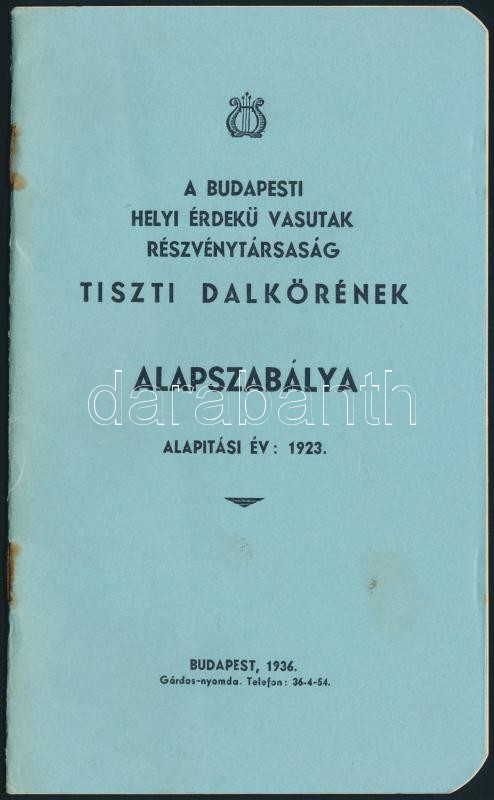 A BUDAPESTI
HELYI ÉRDEKÜ VASUTAK
RÉSZVÉNYTÁRSASÁG
TISZTI DALKÖRÉNEK
ALAPSZABÁLYA
darabanth
ALAPITÁSI ÉV: 1923.
BUDAPEST, 1936.
Gárdos-nyomda. Telefon: 36-4-54.